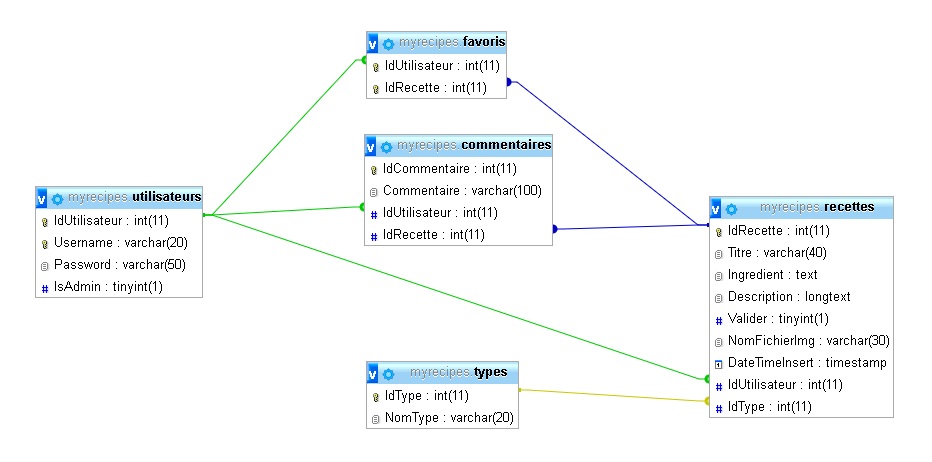 myrecipes.favoris
IdUtilisateur : int(11)
IdRecette : int(11)
myrecipes.commentaires
IdCommentaire : int(11)
Commentaire : varchar(100)
IdUtilisateur : int(11)
IdRecette : int(11)
myrecipes.utilisateurs
IdUtilisateur : int(11)
Username : varchar(20)
Password : varchar(50)
IsAdmin : tinyint(1)
myrecipes.recettes
IdRecette : int(11)
Titre : varchar(40)
Ingredient : text
Description : longtext
Valider : tinyint(1)
NomFichierImg : varchar(30)
DateTimeInsert : timestamp
IdUtilisateur : int(11)
IdType : int(11)
myrecipes.types
IdType : int(11)
NomType : varchar(20)